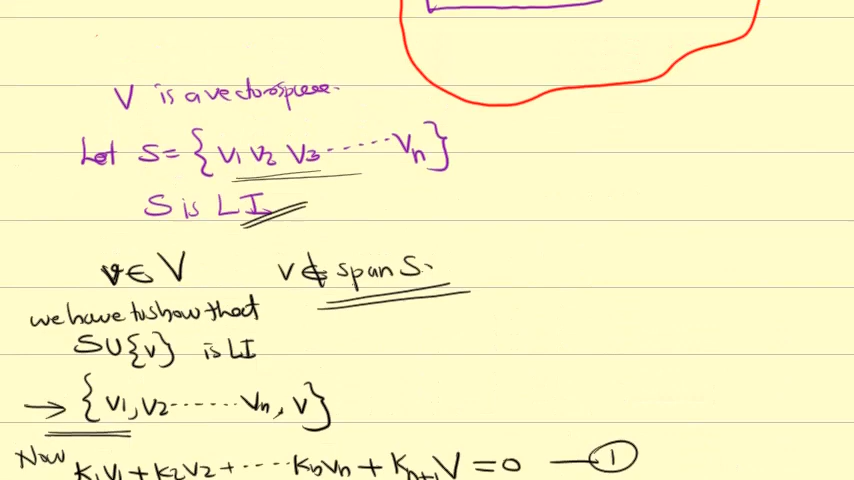 V is a vectorspace.
Let S = { v1 v2 v3 ...... vn }
S is LI
v ∈ V v ∉ span S.
we have to show that
S∪{v} is LI
→ { v1, v2 ...... vn, v }
Now K1V1 + K2V2 + .... KnVn + Kn+1 V = 0 — ①